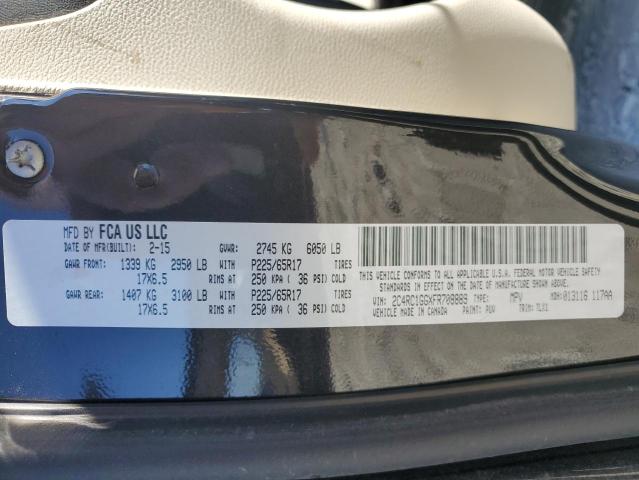 MFD BY FCA US LLC
DATE OF MFR(BUILT): 2-15 GVWR: 2745 KG 6050 LB
GAWR FRONT: 1339 KG 2950 LB WITH P225/65R17 TIRES
17X6.5 RIMS AT 250 KPA ( 36 PSI) COLD
GAWR REAR: 1407 KG 3100 LB WITH P225/65R17 TIRES
17X6.5 RIMS AT 250 KPA ( 36 PSI) COLD
THIS VEHICLE CONFORMS TO ALL APPLICABLE U.S.A. FEDERAL MOTOR VEHICLE SAFETY
STANDARDS IN EFFECT ON THE DATE OF MANUFACTURE SHOWN ABOVE.
VIN: 2C4RC1GGXFR708889 TYPE: MPV MDH: 013116 117AA
VEHICLE MADE IN CANADA PAINT: PUV TRIM: TLX1